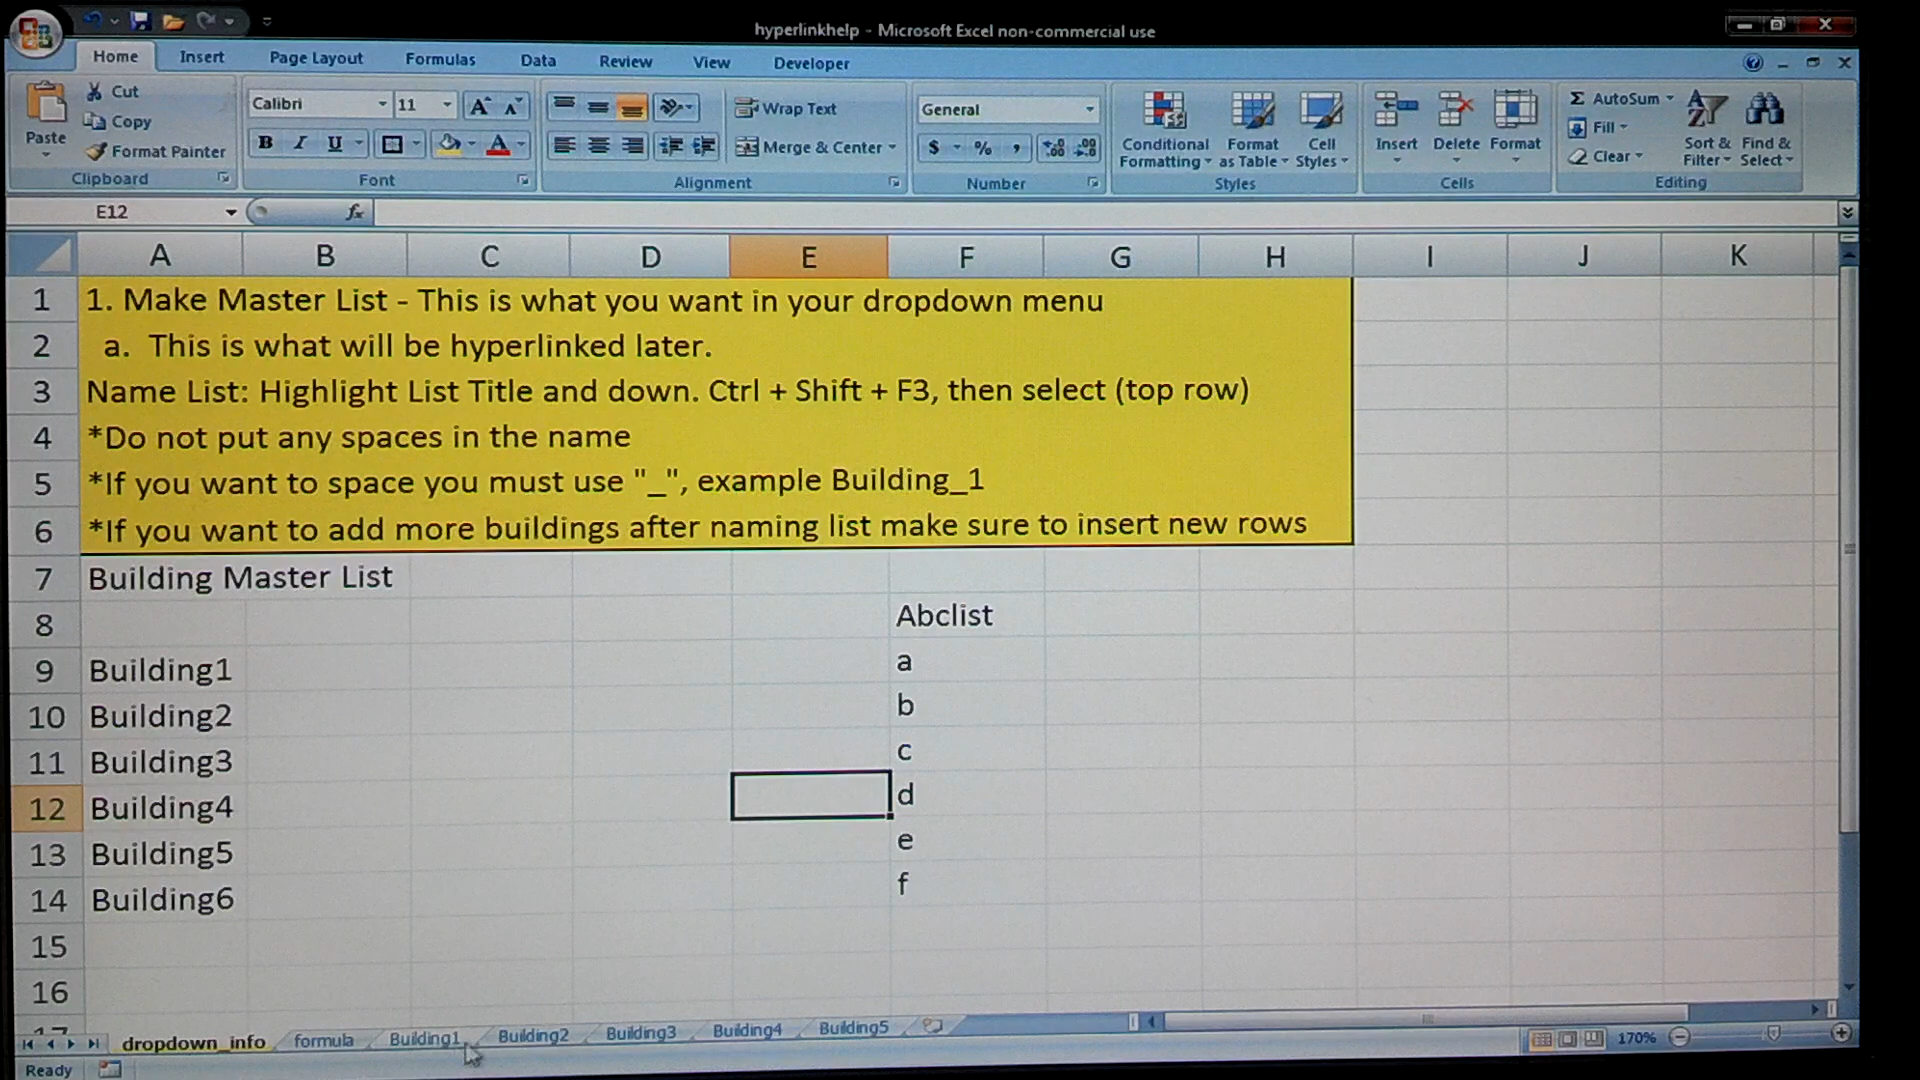 hyperlinkhelp - Microsoft Excel non-commercial use
Home Insert Page Layout Formulas Data Review View Developer
Paste
Cut
Copy
Format Painter
Clipboard
Calibri 11
B I U
Font
Wrap Text
Merge & Center
Alignment
General
$ % ,
Number
Conditional Formatting
Format as Table
Cell Styles
Styles
Insert Delete Format
Cells
AutoSum
Fill
Clear
Sort & Filter
Find & Select
Editing
E12 fx
A B C D E F G H I J K
1 1. Make Master List - This is what you want in your dropdown menu
2 a. This is what will be hyperlinked later.
3 Name List: Highlight List Title and down. Ctrl + Shift + F3, then select (top row)
4 *Do not put any spaces in the name
5 *If you want to space you must use "_", example Building_1
6 *If you want to add more buildings after naming list make sure to insert new rows
7 Building Master List
8 Abclist
9 Building1 a
10 Building2 b
11 Building3 c
12 Building4 d
13 Building5 e
14 Building6 f
15
16
17
dropdown_info formula Building1 Building2 Building3 Building4 Building5
Ready 170%